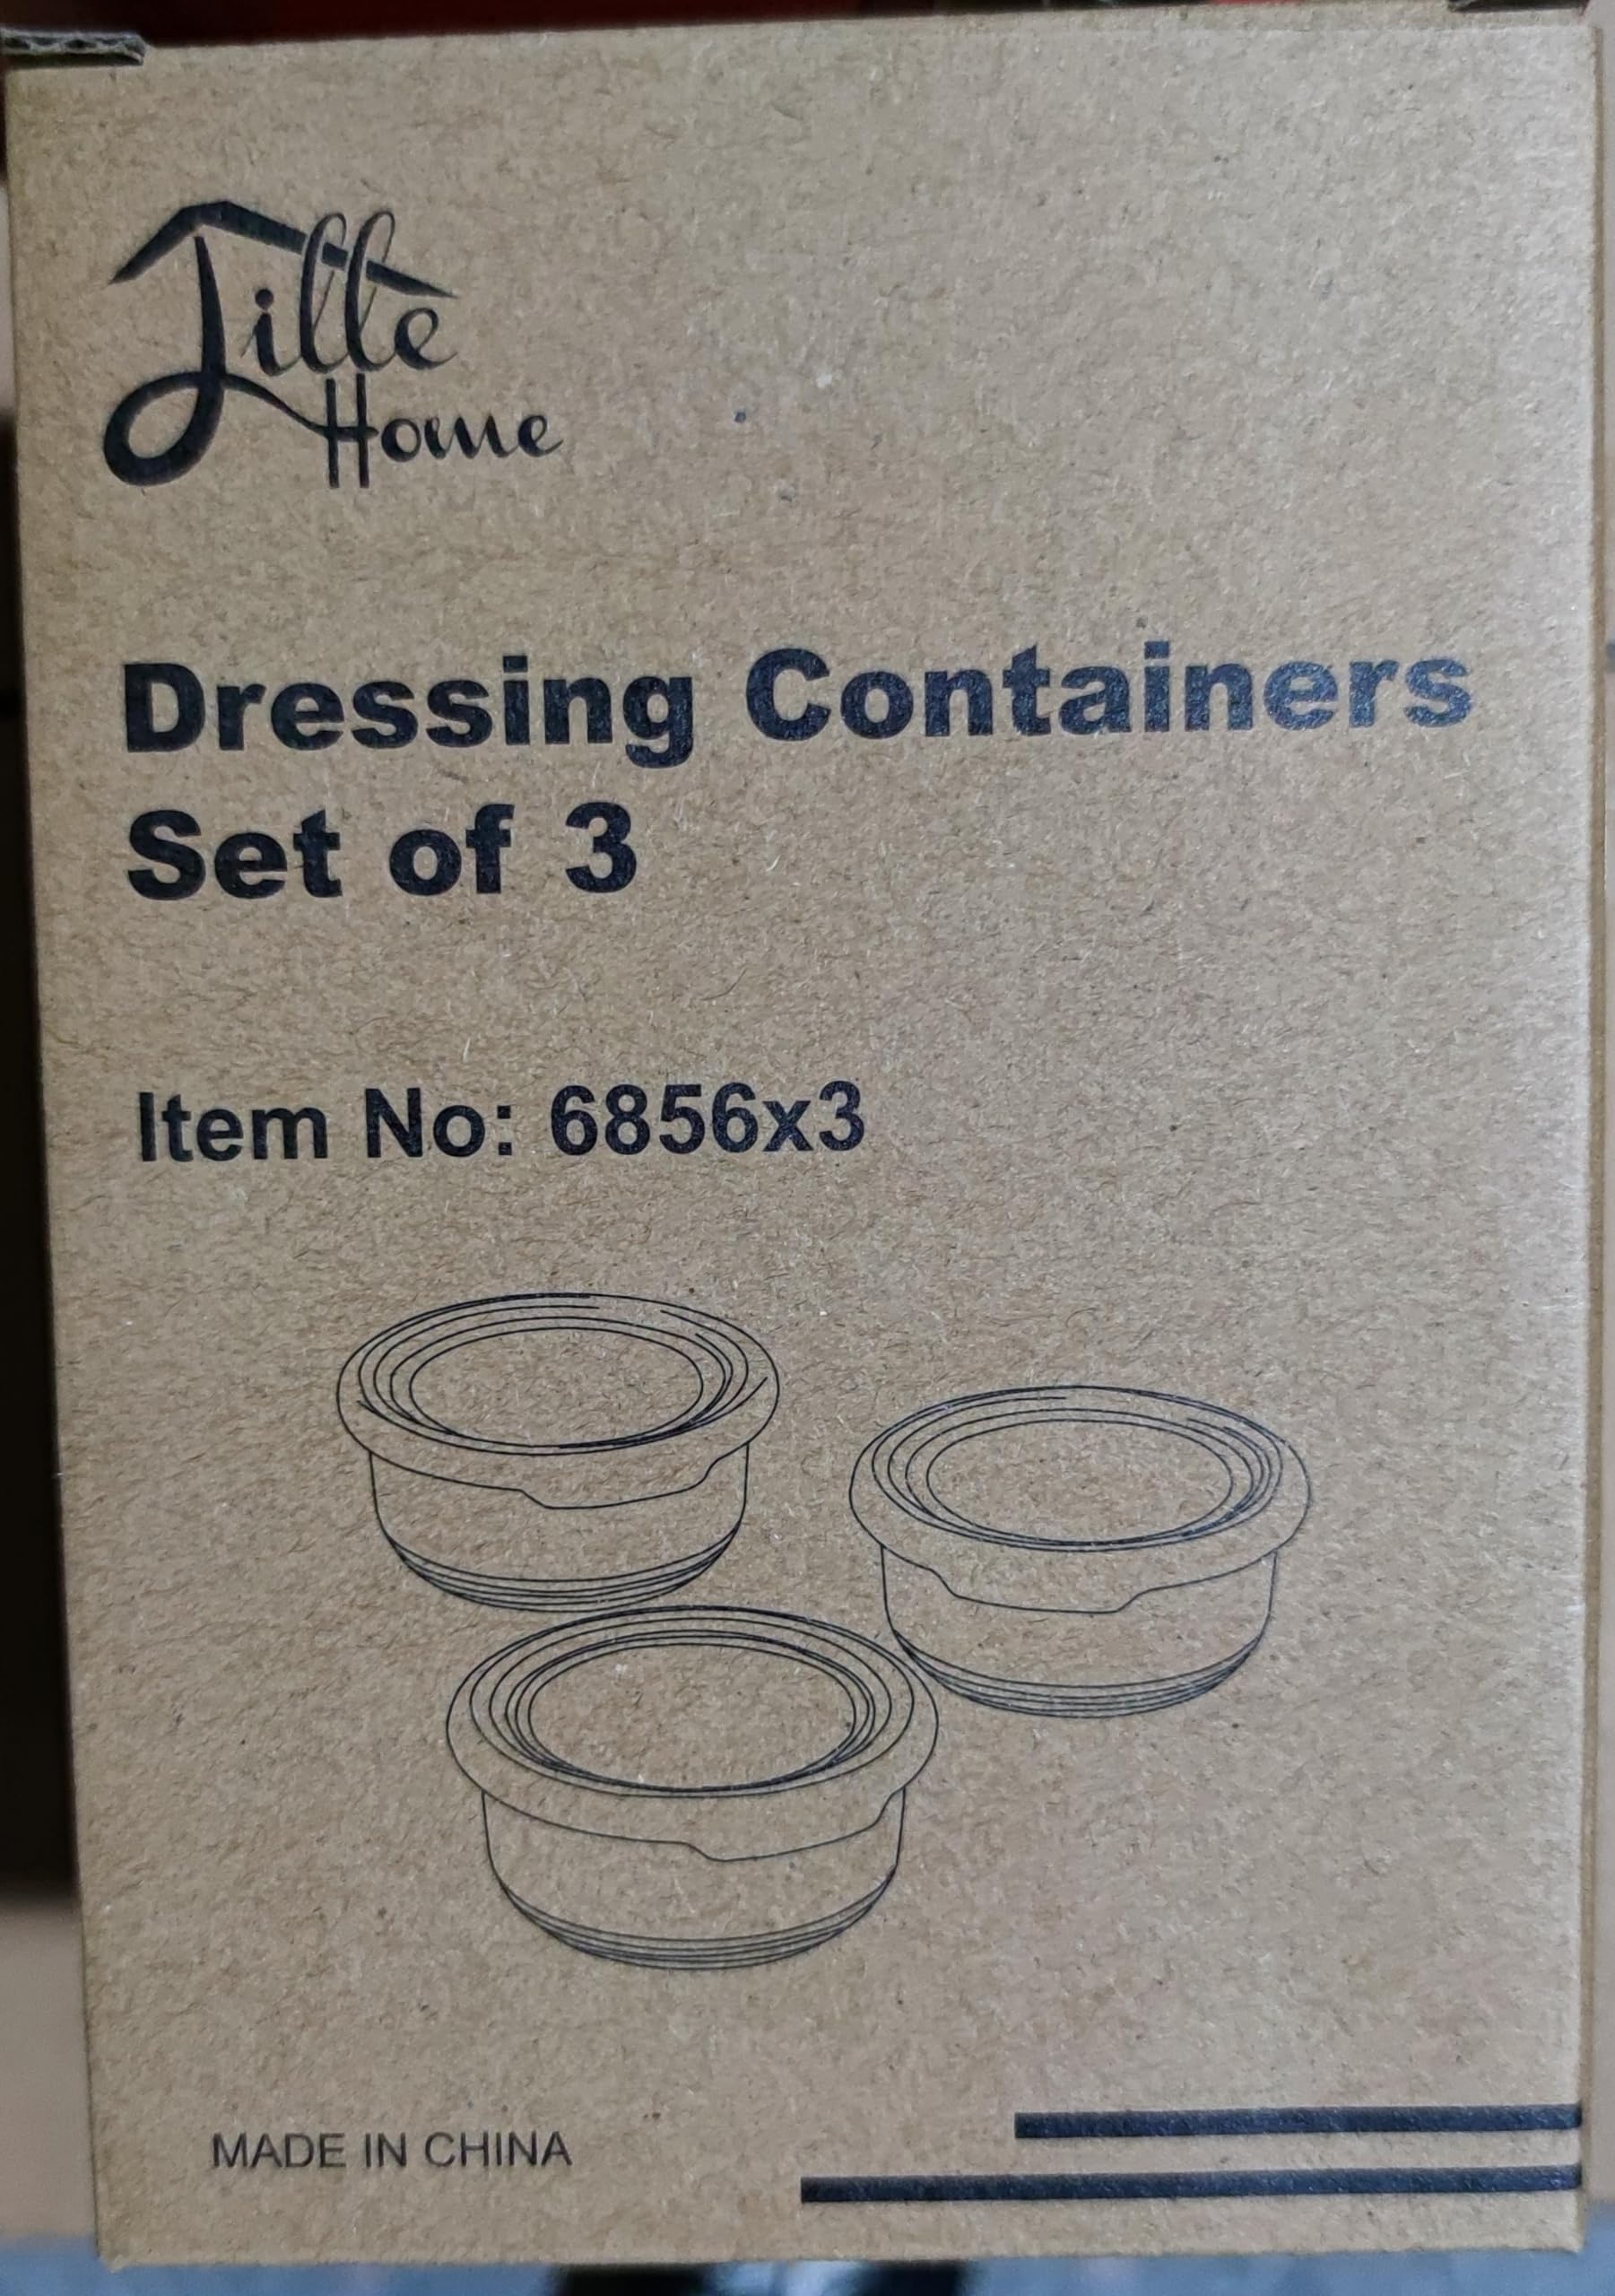 Jille
Home
Dressing Containers
Set of 3
Item No: 6856x3
MADE IN CHINA